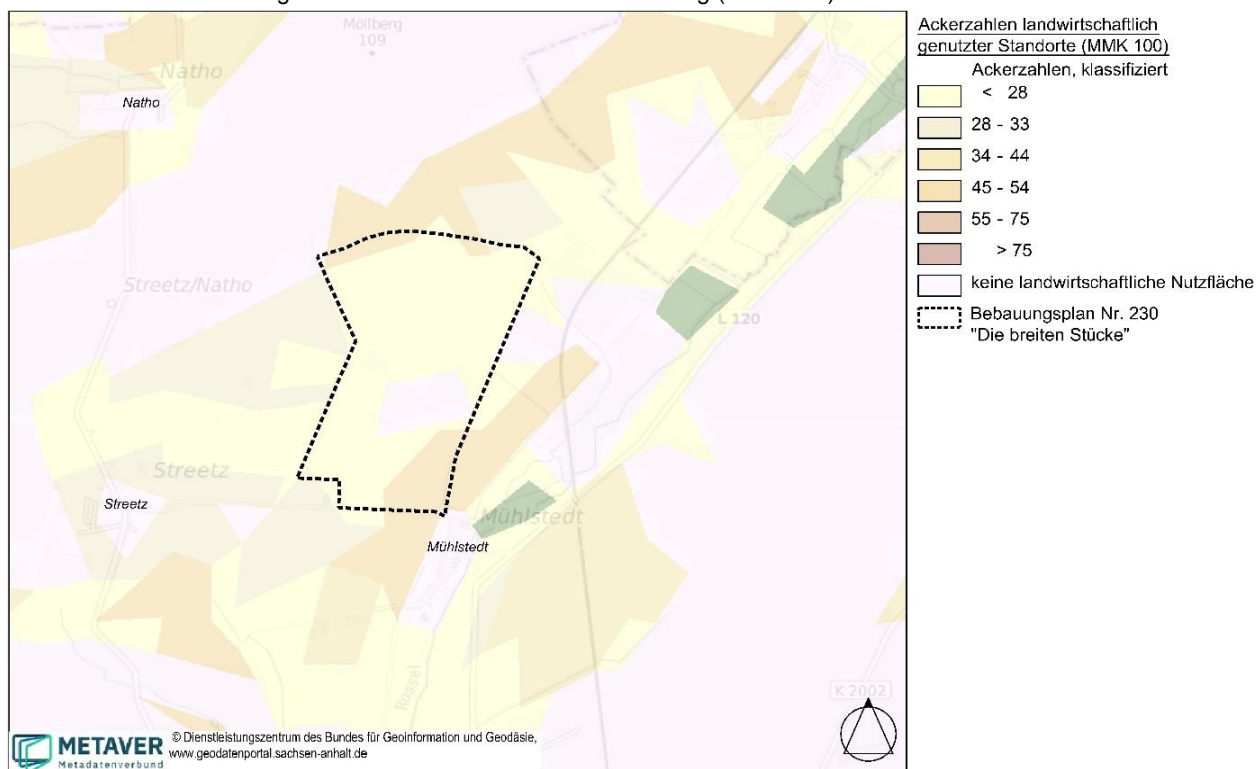 Möllberg
109
Natho
Natho
Streetz/Natho
L 120
Streetz
Streetz
Mühlstedt
Mühlstedt
Rossel
K 2002
METAVER
Metadatenverbund
© Dienstleistungszentrum des Bundes für Geoinformation und Geodäsie,
www.geodatenportal.sachsen-anhalt.de
Ackerzahlen landwirtschaftlich
genutzter Standorte (MMK 100)
Ackerzahlen, klassifiziert
< 28
28 - 33
34 - 44
45 - 54
55 - 75
> 75
keine landwirtschaftliche Nutzfläche
Bebauungsplan Nr. 230
"Die breiten Stücke"